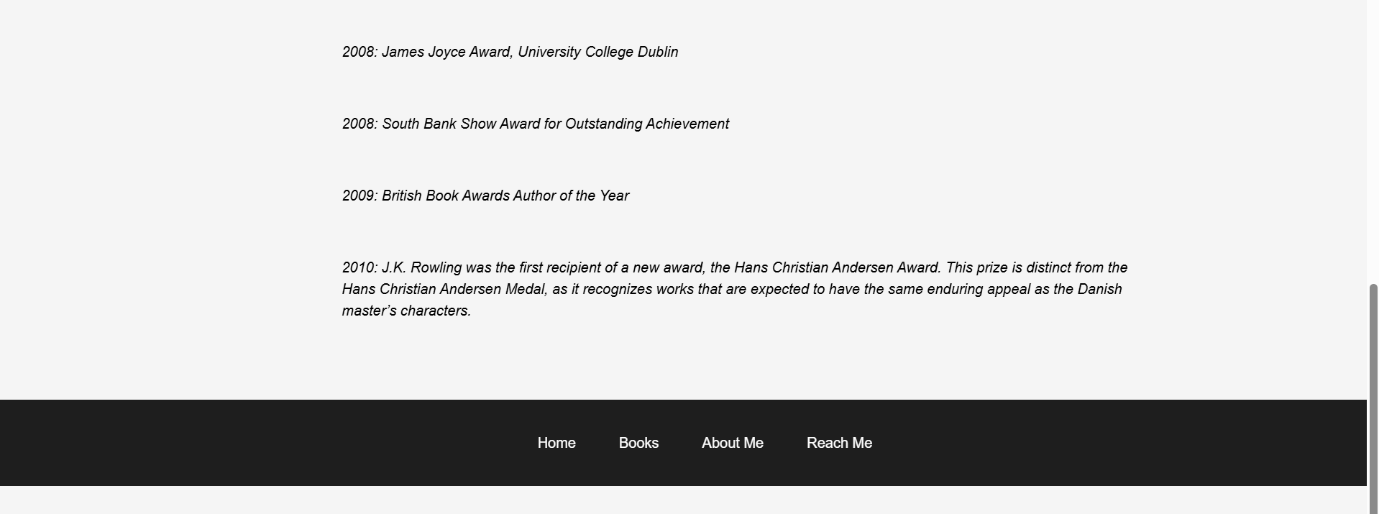 2008: James Joyce Award, University College Dublin
2008: South Bank Show Award for Outstanding Achievement
2009: British Book Awards Author of the Year
2010: J.K. Rowling was the first recipient of a new award, the Hans Christian Andersen Award. This prize is distinct from the
Hans Christian Andersen Medal, as it recognizes works that are expected to have the same enduring appeal as the Danish
master’s characters.
Home Books About Me Reach Me